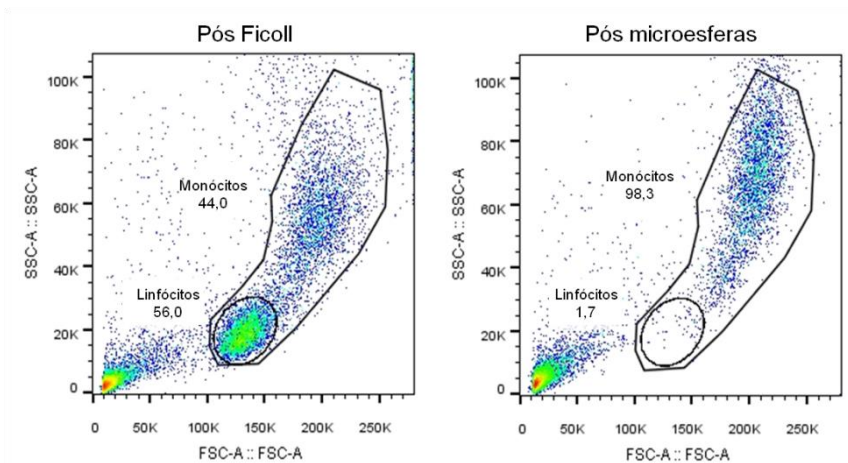 Pós Ficoll
100K
80K
60K
40K
20K
0
SSC-A :: SSC-A
Monócitos
44,0
Linfócitos
56,0
0 50K 100K 150K 200K 250K
FSC-A :: FSC-A
Pós microesferas
100K
80K
60K
40K
20K
0
SSC-A :: SSC-A
Monócitos
98,3
Linfócitos
1,7
0 50K 100K 150K 200K 250K
FSC-A :: FSC-A